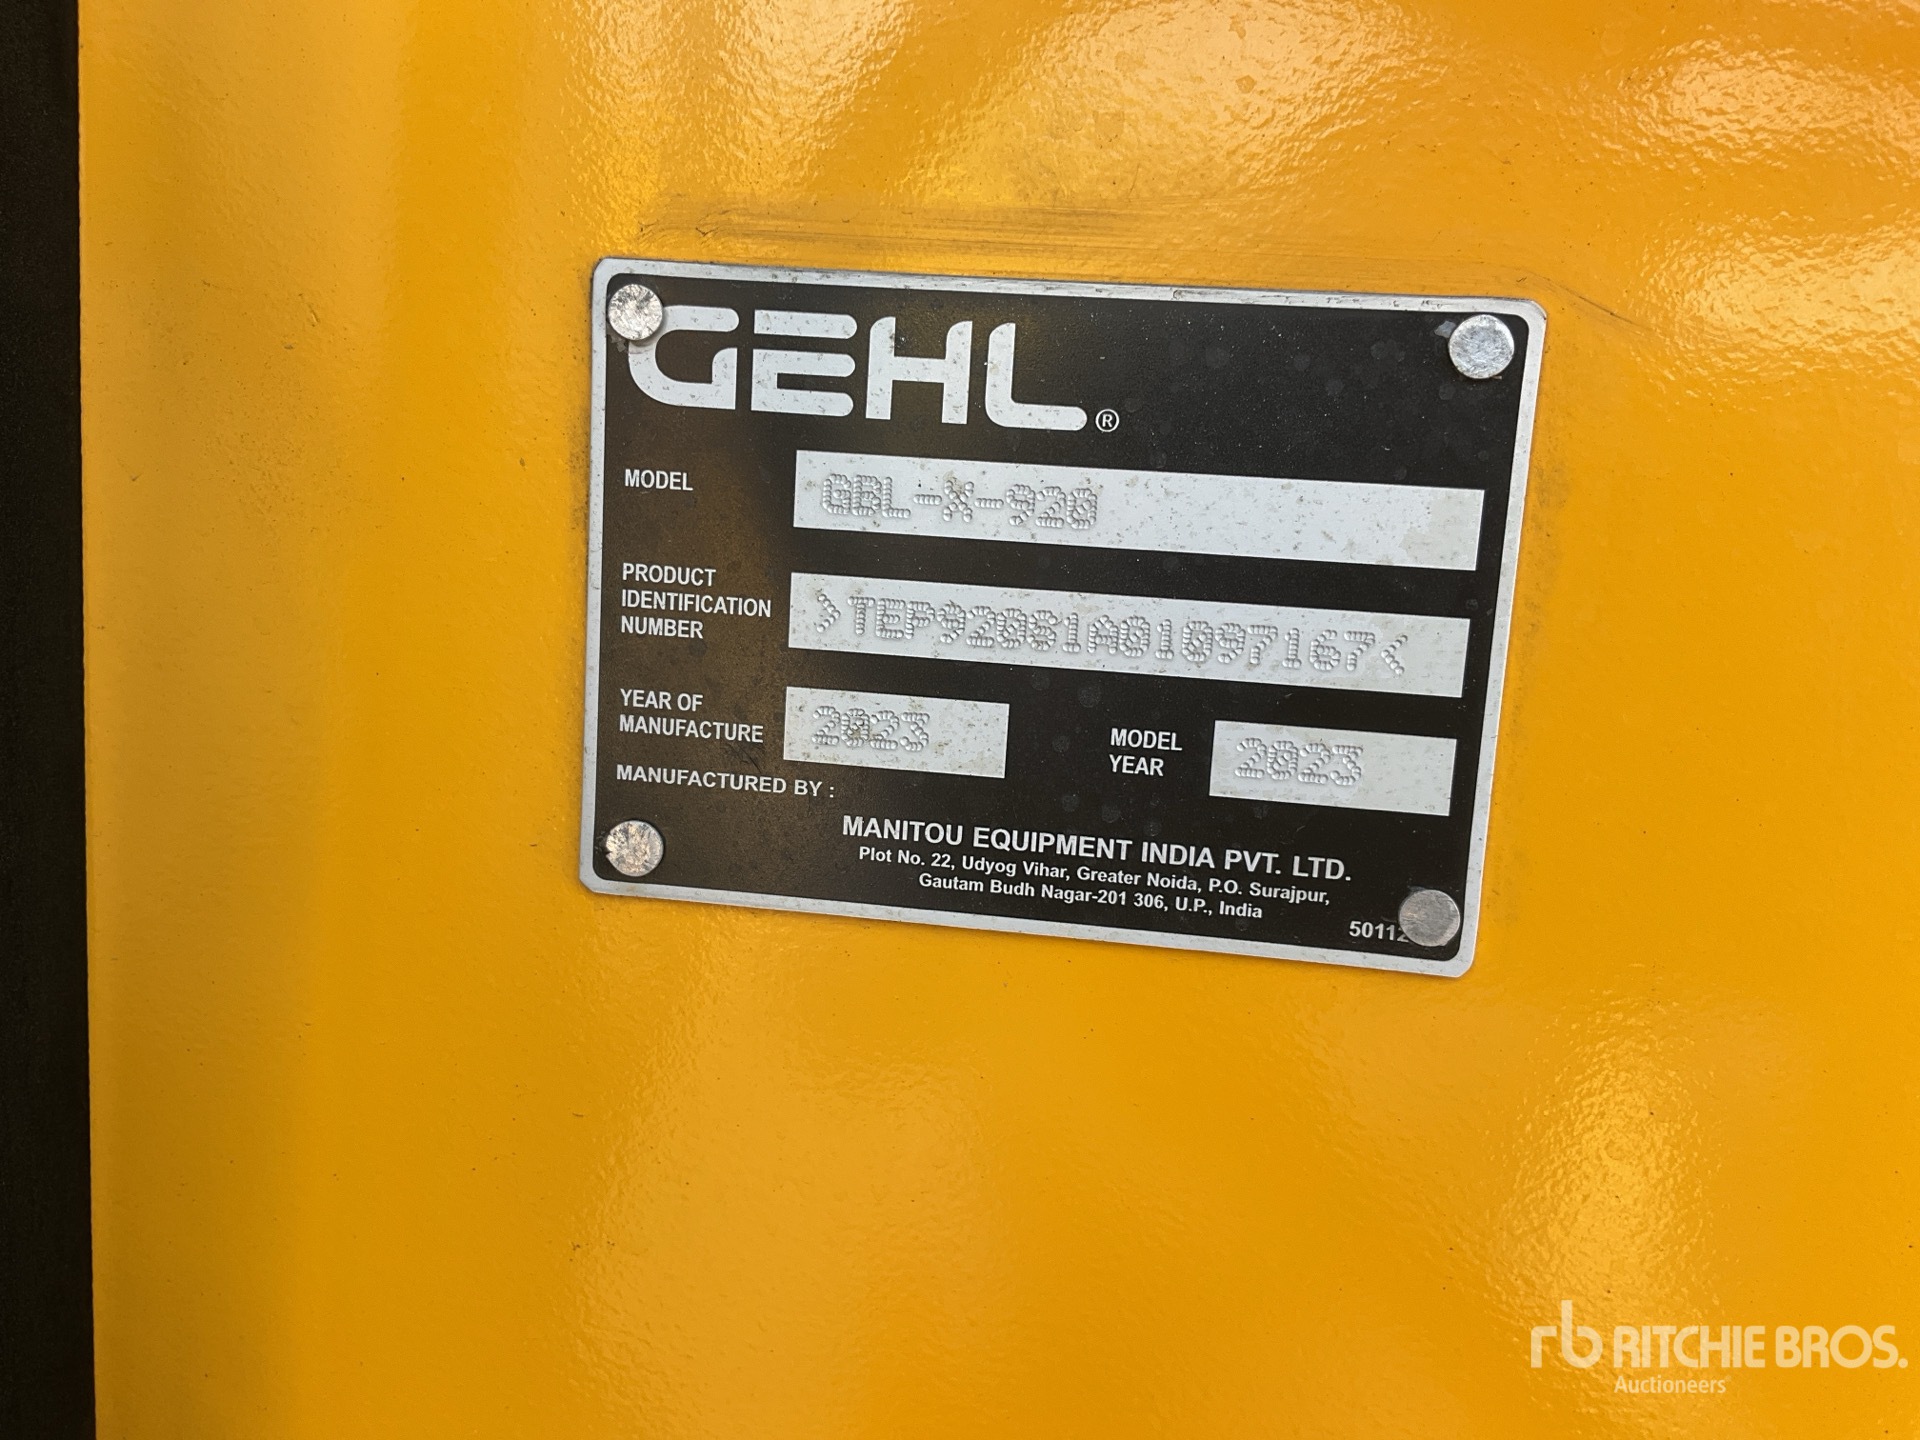 GEHL®
MODEL GBL-X-920
PRODUCT
IDENTIFICATION
NUMBER
>TEP92081A01097167<
YEAR OF
MANUFACTURE
2023
MODEL
YEAR
2023
MANUFACTURED BY :
MANITOU EQUIPMENT INDIA PVT. LTD.
Plot No. 22, Udyog Vihar, Greater Noida, P.O. Surajpur,
Gautam Budh Nagar-201 306, U.P., India
rb RITCHIE BROS.
Auctioneers